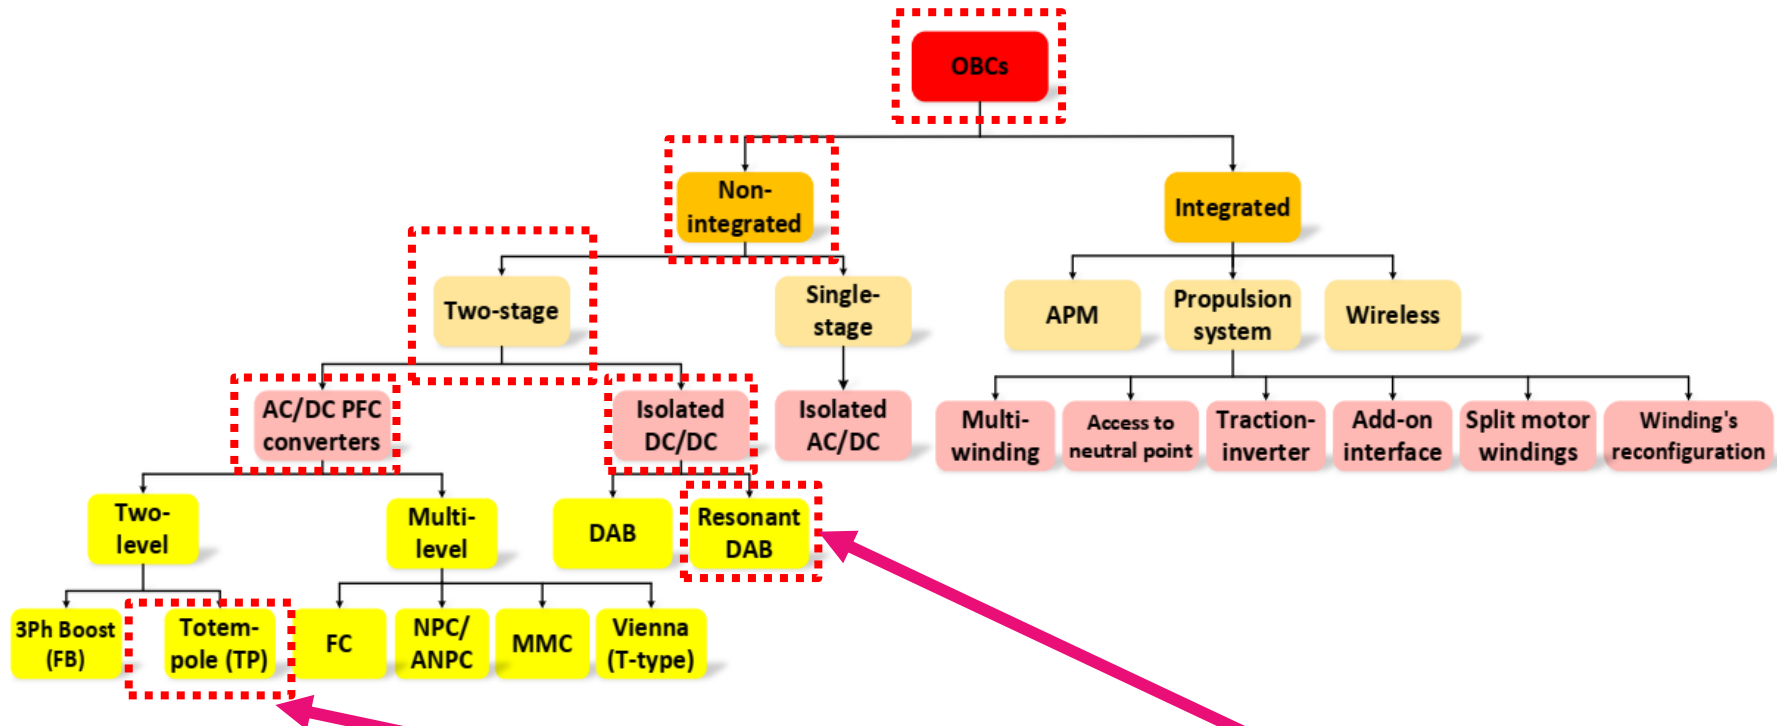 OBCs
Non-
integrated
Integrated
Two-stage
Single-
stage
APM
Propulsion
system
Wireless
AC/DC PFC
converters
Isolated
DC/DC
Isolated
AC/DC
Multi-
winding
Access to
neutral point
Traction-
inverter
Add-on
interface
Split motor
windings
Winding's
reconfiguration
Two-
level
Multi-
level
DAB
Resonant
DAB
3Ph Boost
(FB)
Totem-
pole (TP)
FC
NPC/
ANPC
MMC
Vienna
(T-type)